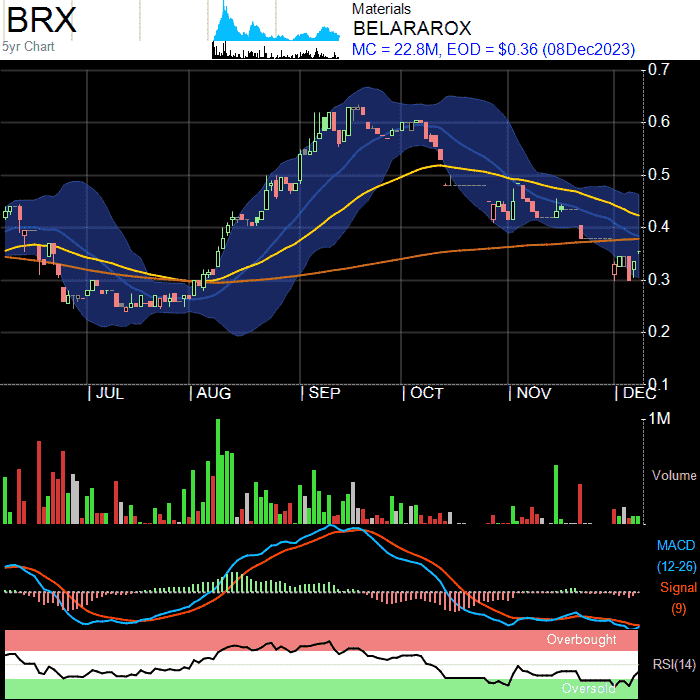 BRX
5yr Chart
Materials
BELARAROX
MC = 22.8M, EOD = $0.36 (08Dec2023)
0.7
0.6
0.5
0.4
0.3
0.2
0.1
JUL
AUG
SEP
OCT
NOV
DEC
1M
Volume
MACD
(12-26)
Signal
(9)
Overbought
RSI(14)
Oversold